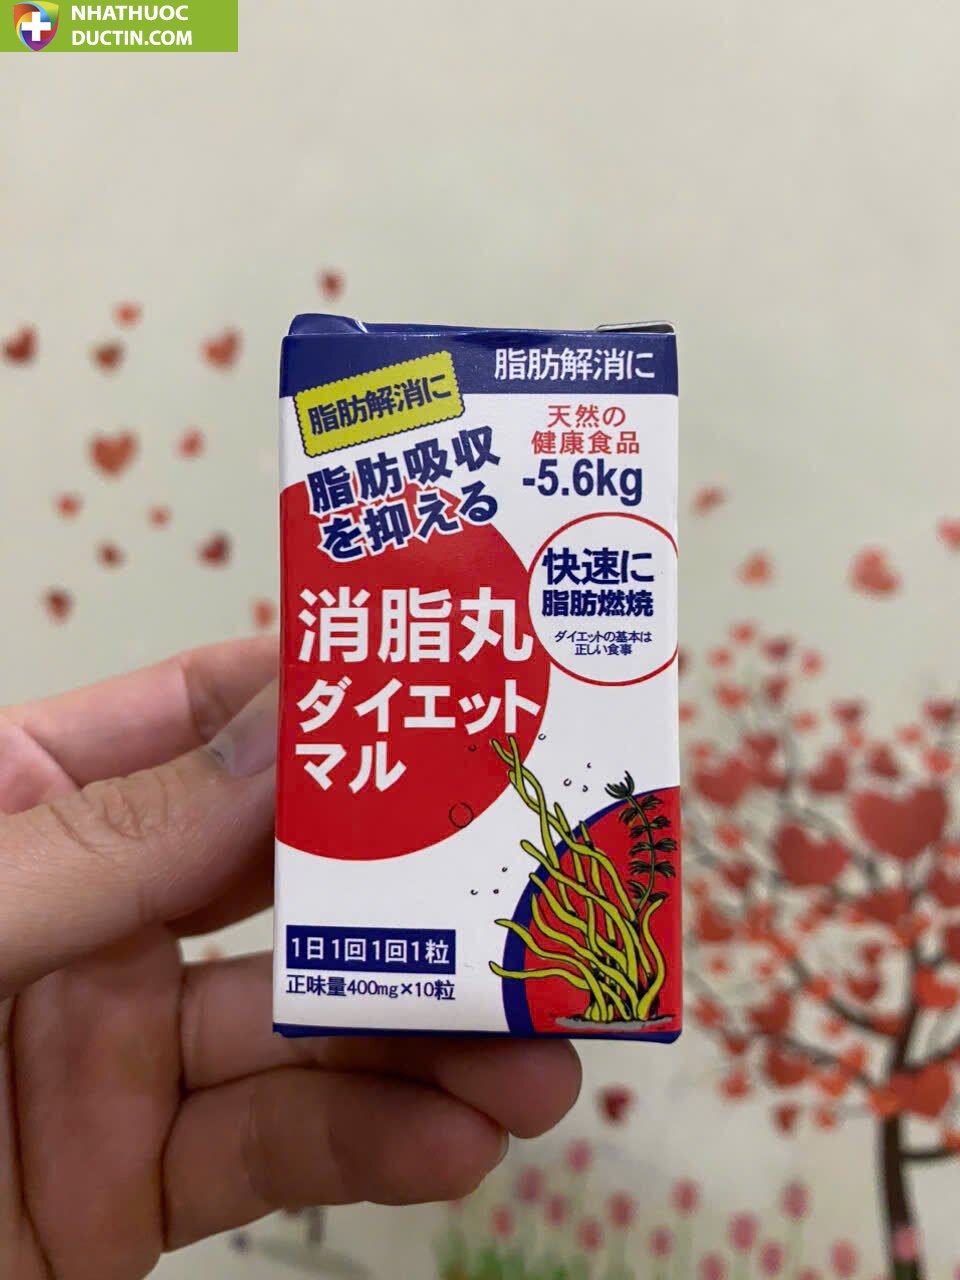 NHATHUOC
DUCTIN.COM
脂肪解消に
脂肪解消に
天然の
健康食品
-5.6kg
脂肪吸収
を抑える
快速に
脂肪燃焼
ダイエットの基本は
正しい食事
消脂丸
ダイエット
マル
1日1回1回1粒
正味量400mg×10粒